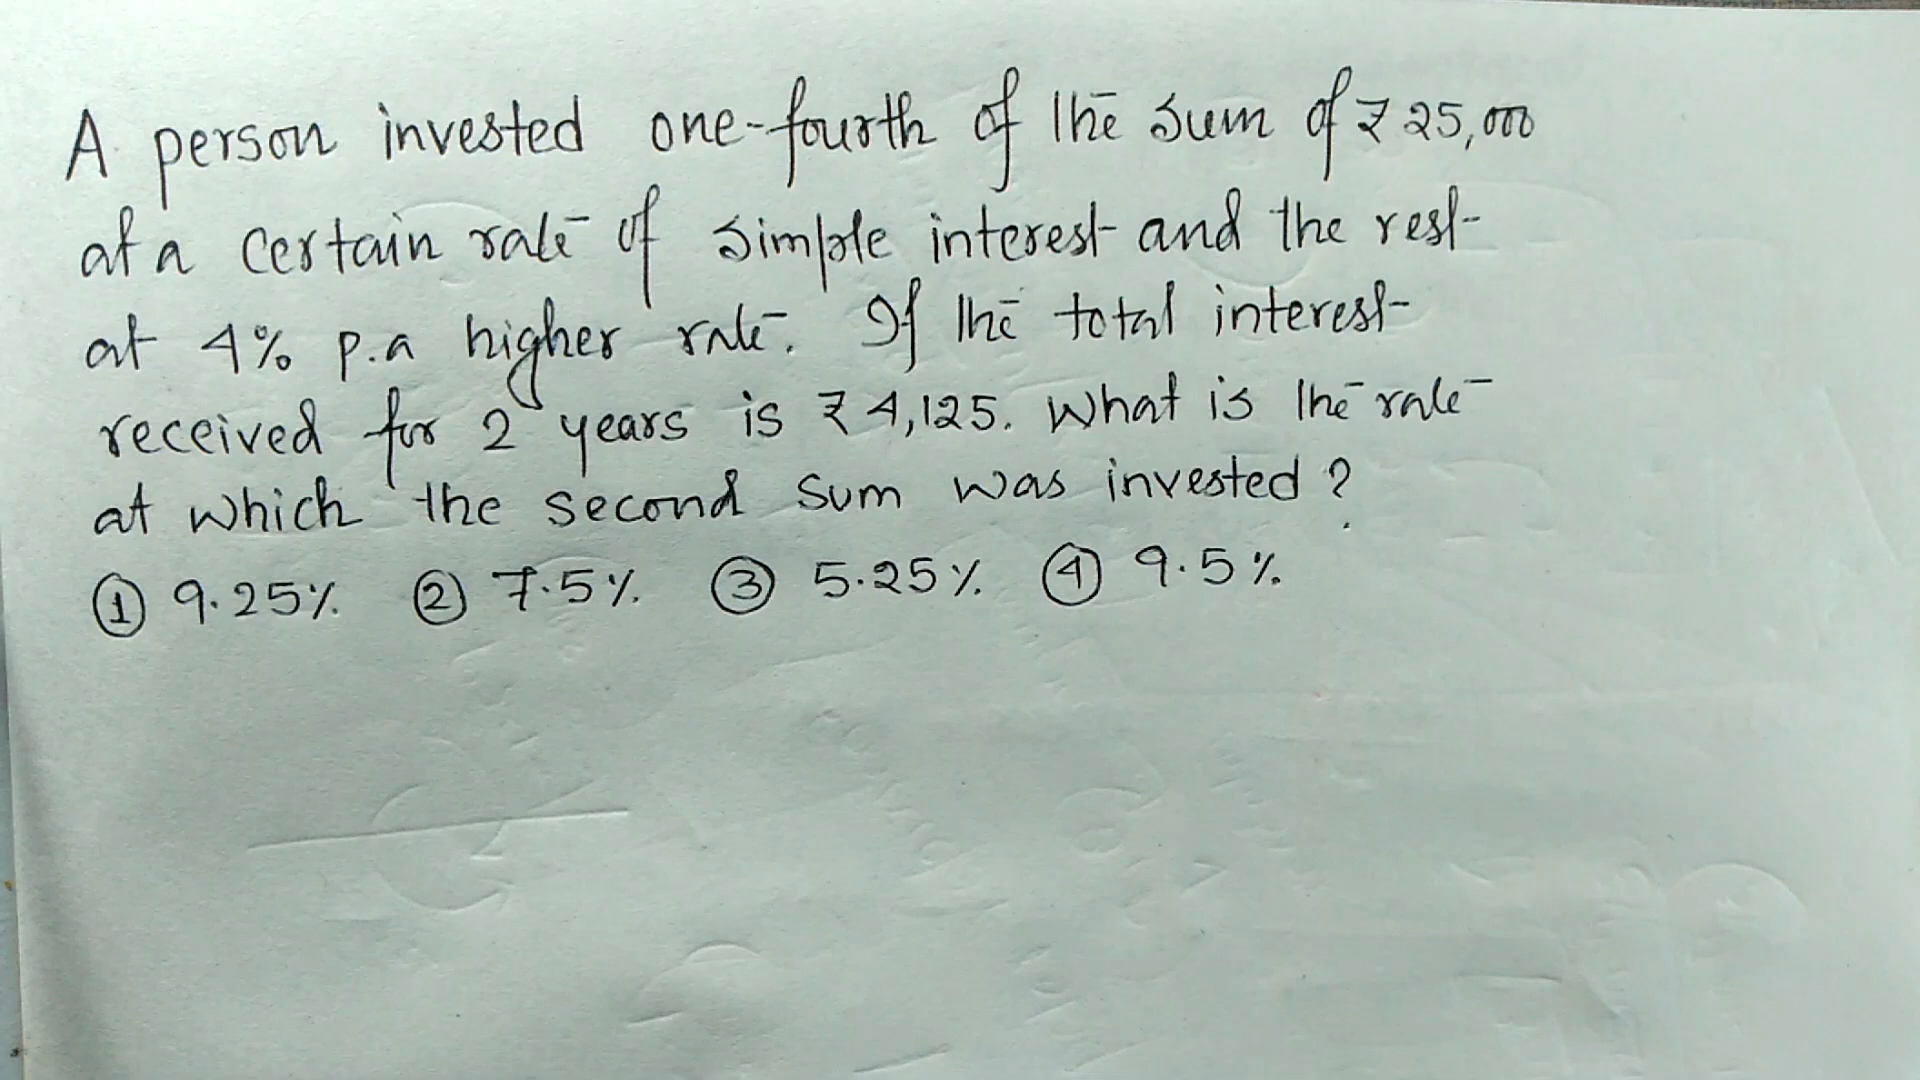 A person invested one-fourth of the sum of ₹25,000
at a certain rate of simple interest and the rest
at 4% p.a higher rate. If the total interest
received for 2 years is ₹4,125. What is the rate
at which the second sum was invested?
① 9.25% ② 7.5% ③ 5.25% ④ 9.5%